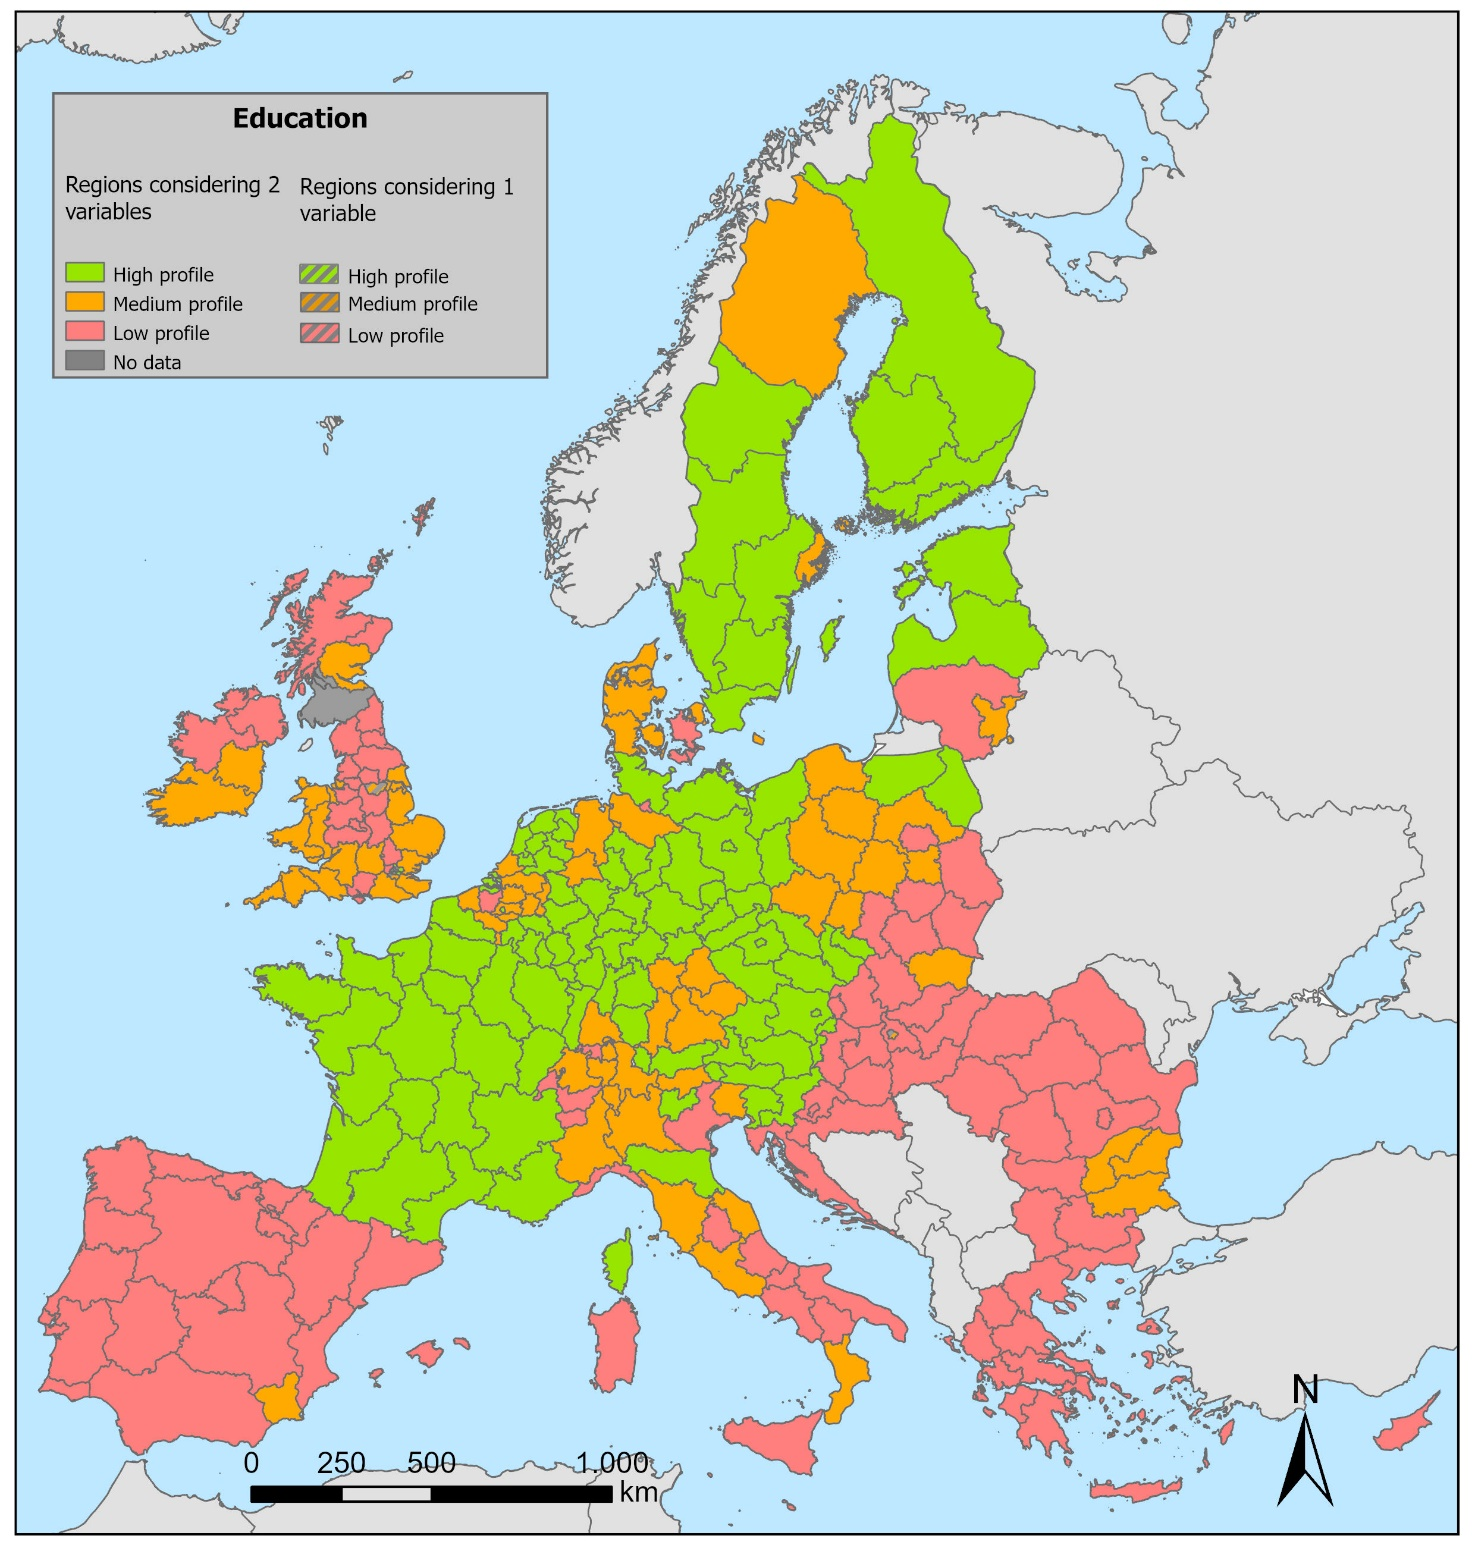 Education
Regions considering 2
variables
Regions considering 1
variable
High profile
Medium profile
Low profile
No data
High profile
Medium profile
Low profile
N
0 250 500 1.000
km